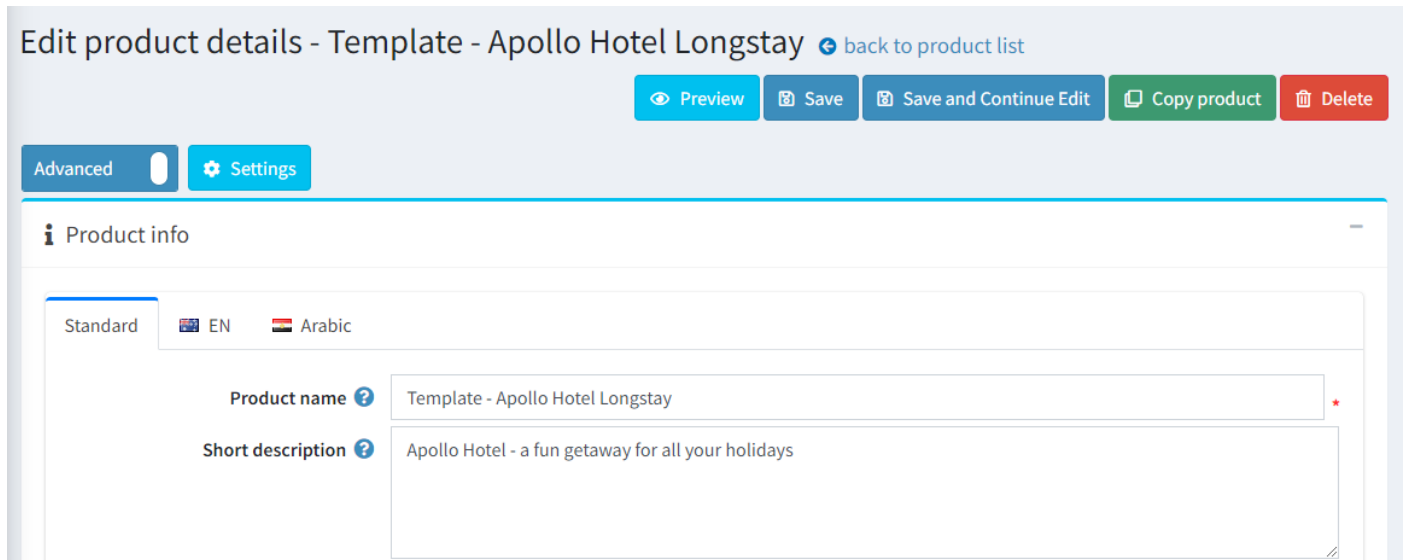 Edit product details - Template - Apollo Hotel Longstay back to product list
Preview Save Save and Continue Edit Copy product Delete
Advanced Settings
Product info
Standard EN Arabic
Product name Template - Apollo Hotel Longstay *
Short description Apollo Hotel - a fun getaway for all your holidays